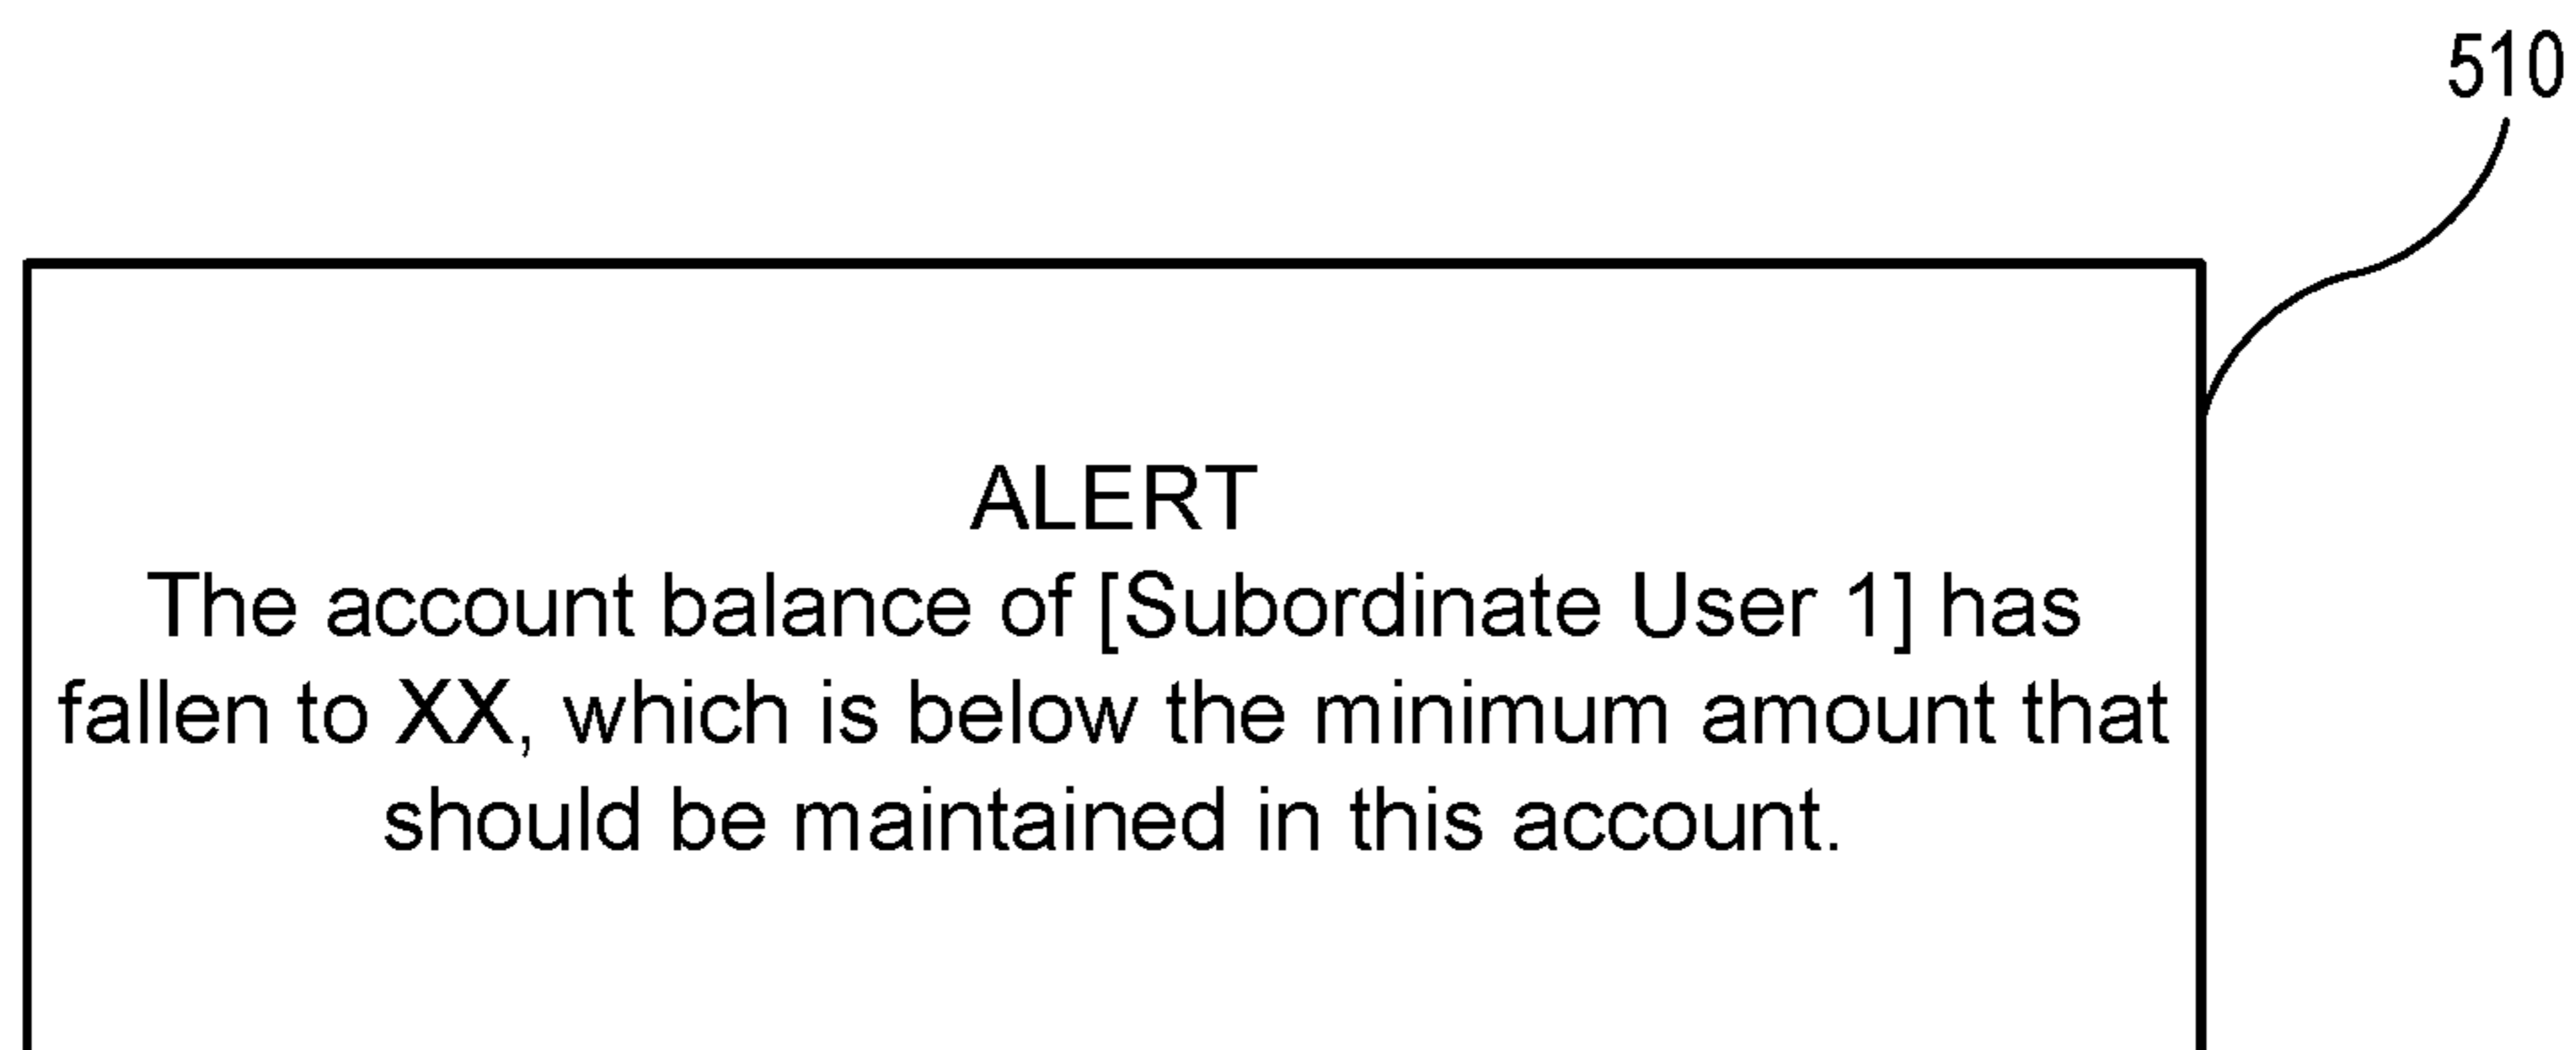 510
ALERT
The account balance of [Subordinate User 1] has
fallen to XX, which is below the minimum amount that
should be maintained in this account.